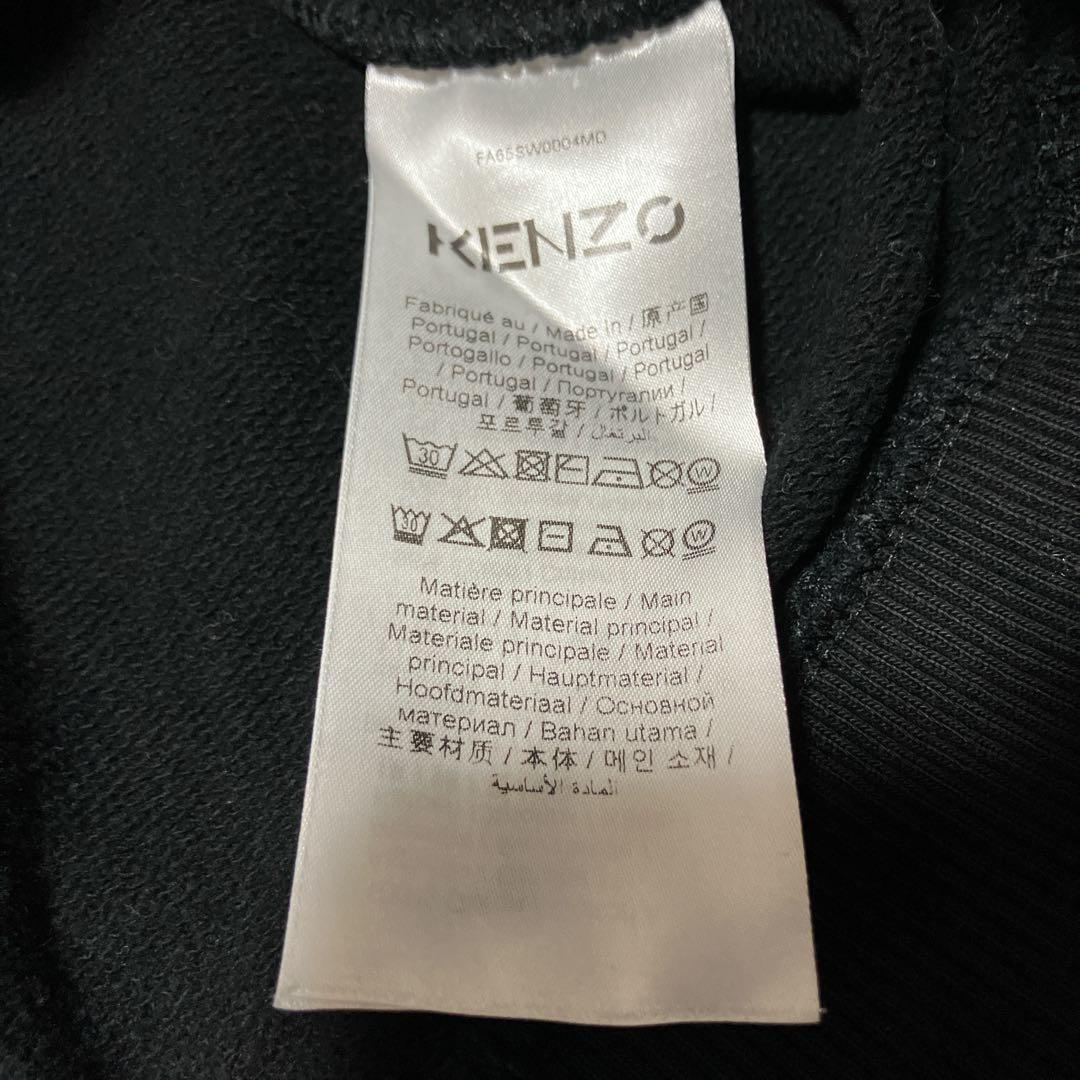 FA65SW0004MD
KENZO
Fabriqué au / Made in / 原产国
Portugal / Portugal / Portugal /
Portogallo / Portugal / Portugal
/ Portugal / Португалии /
Portugal / 葡萄牙 / ポルトガル /
포르투갈 / البرتغال
30 W
30 W
Matière principale / Main
material / Material principal /
Materiale principale / Material
principal / Hauptmaterial /
Hoofdmateriaal / Основной
материал / Bahan utama /
主要材质 / 本体 / 메인 소재 /
المادة الأساسية